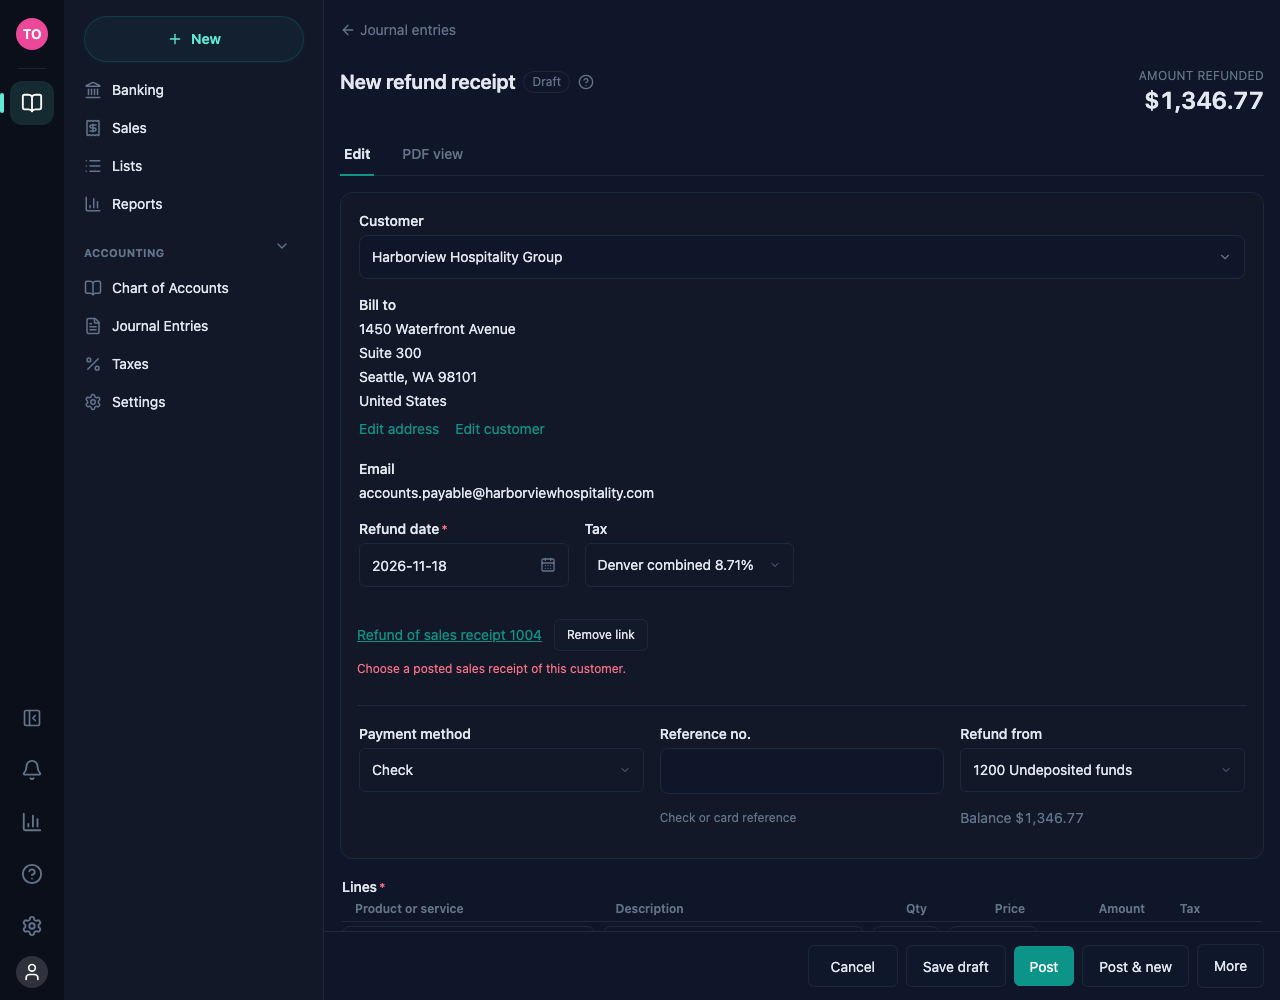 TO
New
Banking
Sales
Lists
Reports
ACCOUNTING
Chart of Accounts
Journal Entries
Taxes
Settings
Journal entries
New refund receipt Draft
AMOUNT REFUNDED
$1,346.77
Edit PDF view
Customer
Harborview Hospitality Group
Bill to
1450 Waterfront Avenue
Suite 300
Seattle, WA 98101
United States
Edit address Edit customer
Email
accounts.payable@harborviewhospitality.com
Refund date* Tax
2026-11-18 Denver combined 8.71%
Refund of sales receipt 1004 Remove link
Choose a posted sales receipt of this customer.
Payment method Reference no. Refund from
Check 1200 Undeposited funds
Check or card reference Balance $1,346.77
Lines*
Product or service Description Qty Price Amount Tax
Cancel Save draft Post Post & new More